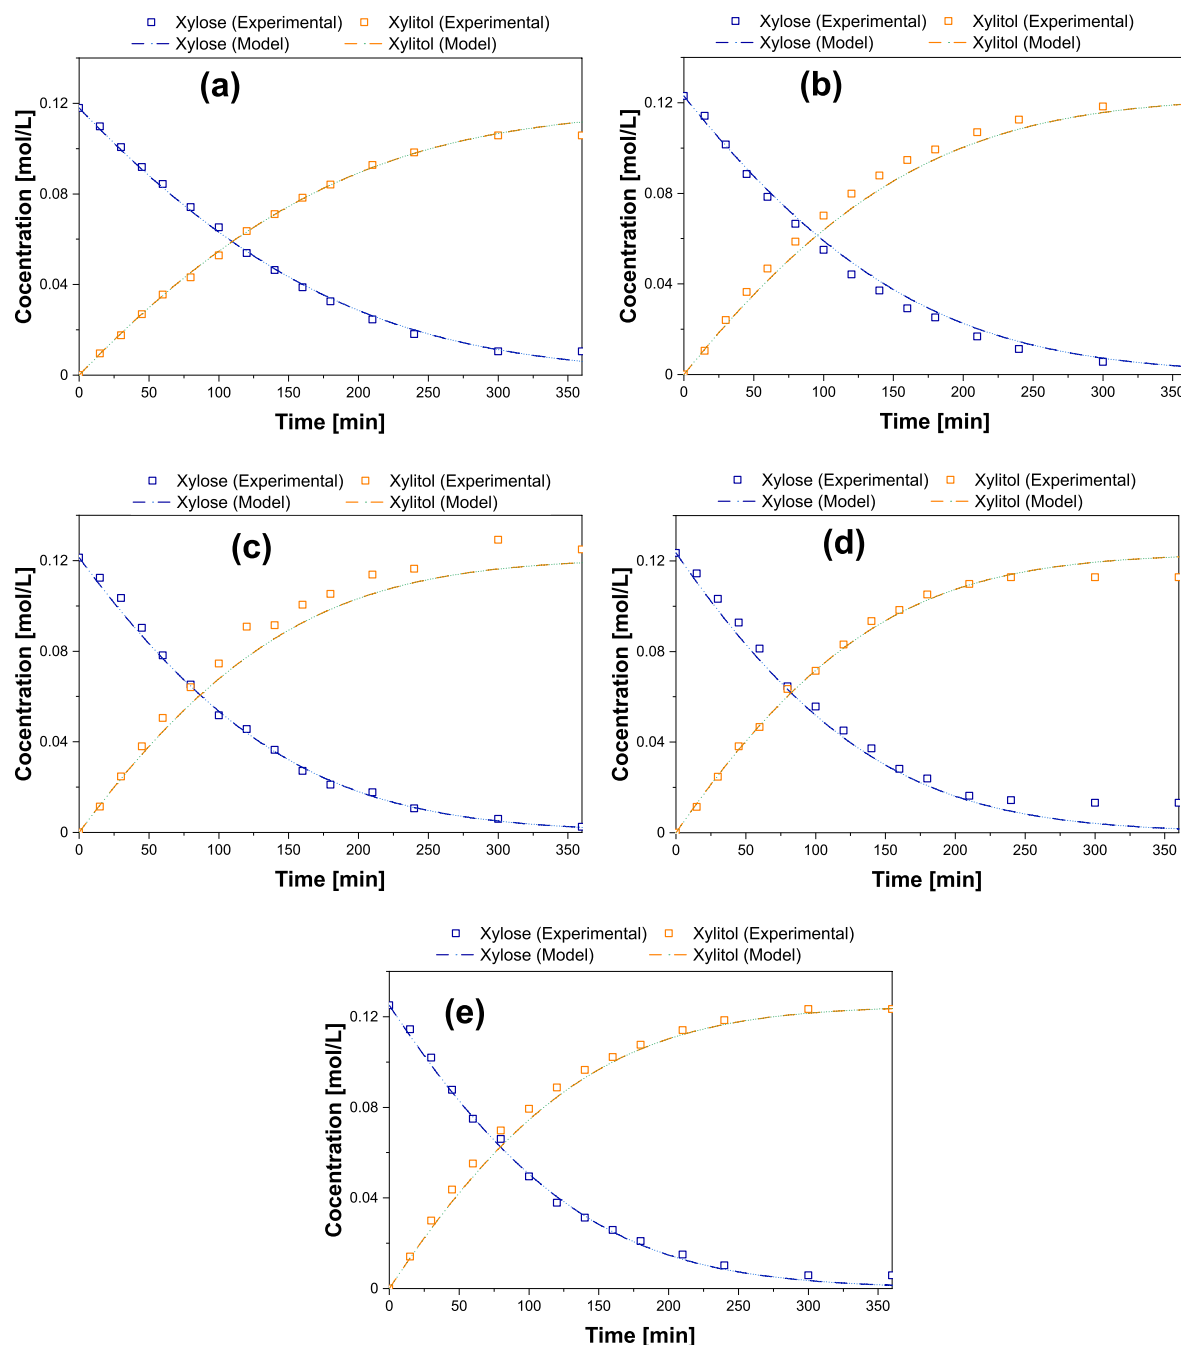 Xylose (Experimental) Xylitol (Experimental)
Xylose (Model) Xylitol (Model)
(a)
Cocentration [mol/L]
0.12
0.08
0.04
0
0 50 100 150 200 250 300 350
Time [min]
Xylose (Experimental) Xylitol (Experimental)
Xylose (Model) Xylitol (Model)
(b)
Cocentration [mol/L]
0.12
0.08
0.04
0
0 50 100 150 200 250 300 350
Time [min]
Xylose (Experimental) Xylitol (Experimental)
Xylose (Model) Xylitol (Model)
(c)
Cocentration [mol/L]
0.12
0.08
0.04
0
0 50 100 150 200 250 300 350
Time [min]
Xylose (Experimental) Xylitol (Experimental)
Xylose (Model) Xylitol (Model)
(d)
Cocentration [mol/L]
0.12
0.08
0.04
0
0 50 100 150 200 250 300 350
Time [min]
Xylose (Experimental) Xylitol (Experimental)
Xylose (Model) Xylitol (Model)
(e)
Cocentration [mol/L]
0.12
0.08
0.04
0
0 50 100 150 200 250 300 350
Time [min]